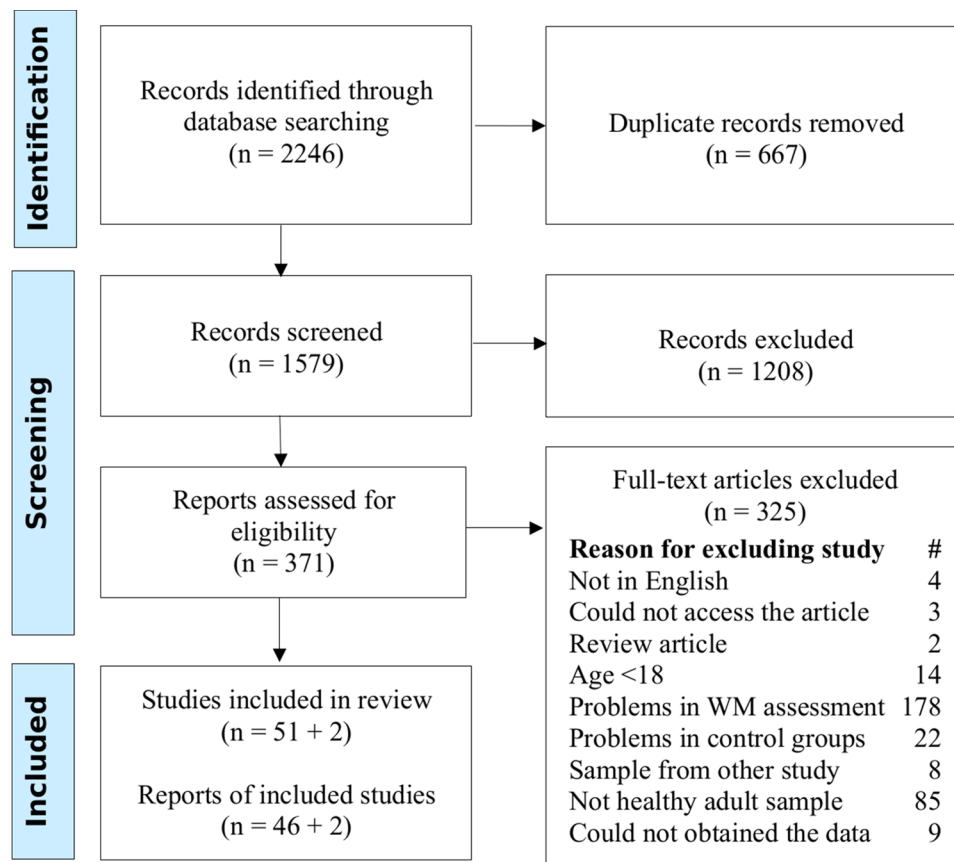 Identification
Records identified through
database searching
(n = 2246)
Duplicate records removed
(n = 667)
Screening
Records screened
(n = 1579)
Records excluded
(n = 1208)
Reports assessed for
eligibility
(n = 371)
Full-text articles excluded
(n = 325)
Reason for excluding study #
Not in English 4
Could not access the article 3
Review article 2
Age <18 14
Problems in WM assessment 178
Problems in control groups 22
Sample from other study 8
Not healthy adult sample 85
Could not obtained the data 9
Included
Studies included in review
(n = 51 + 2)
Reports of included studies
(n = 46 + 2)